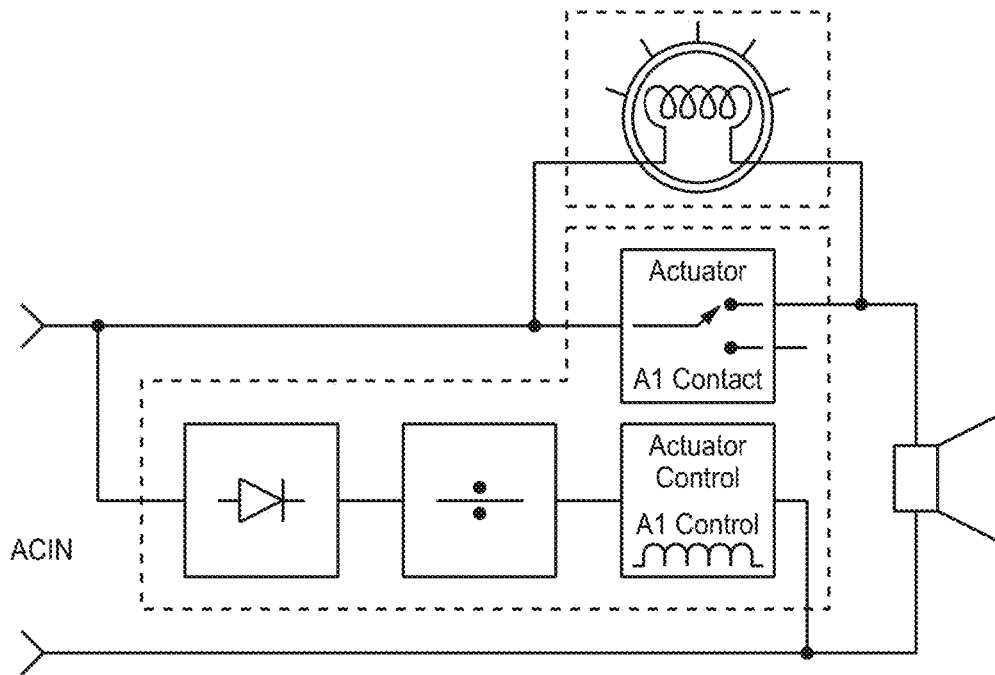 Actuator
A1 Contact
Actuator
Control
A1 Control
ACIN